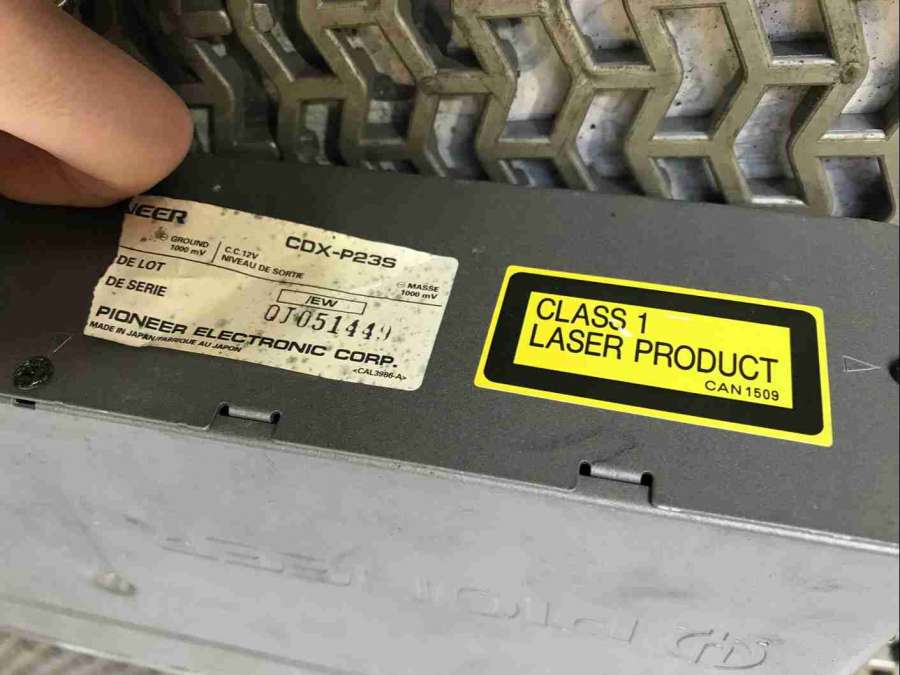 NEER
CDX-P23S
⊖ GROUND
1000 mV
C.C.12V
NIVEAU DE SORTIE
⊖ MASSE
1000 mV
DE LOT
DE SERIE
/EW
PIONEER ELECTRONIC CORP.
MADE IN JAPAN/FABRIQUE AU JAPON
<CAL3986-A>
CLASS 1
LASER PRODUCT
CAN 1509
PIONEER